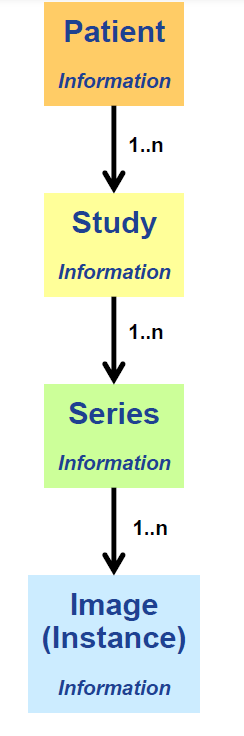 Patient
Information
1..n
Study
Information
1..n
Series
Information
1..n
Image
(Instance)
Information